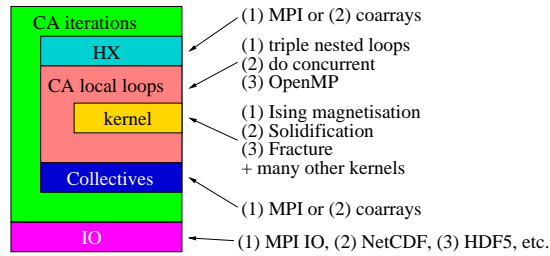 CA iterations
HX
CA local loops
kernel
Collectives
IO
(1) MPI or (2) coarrays
(1) triple nested loops
(2) do concurrent
(3) OpenMP
(1) Ising magnetisation
(2) Solidification
(3) Fracture
+ many other kernels
(1) MPI or (2) coarrays
(1) MPI IO, (2) NetCDF, (3) HDF5, etc.